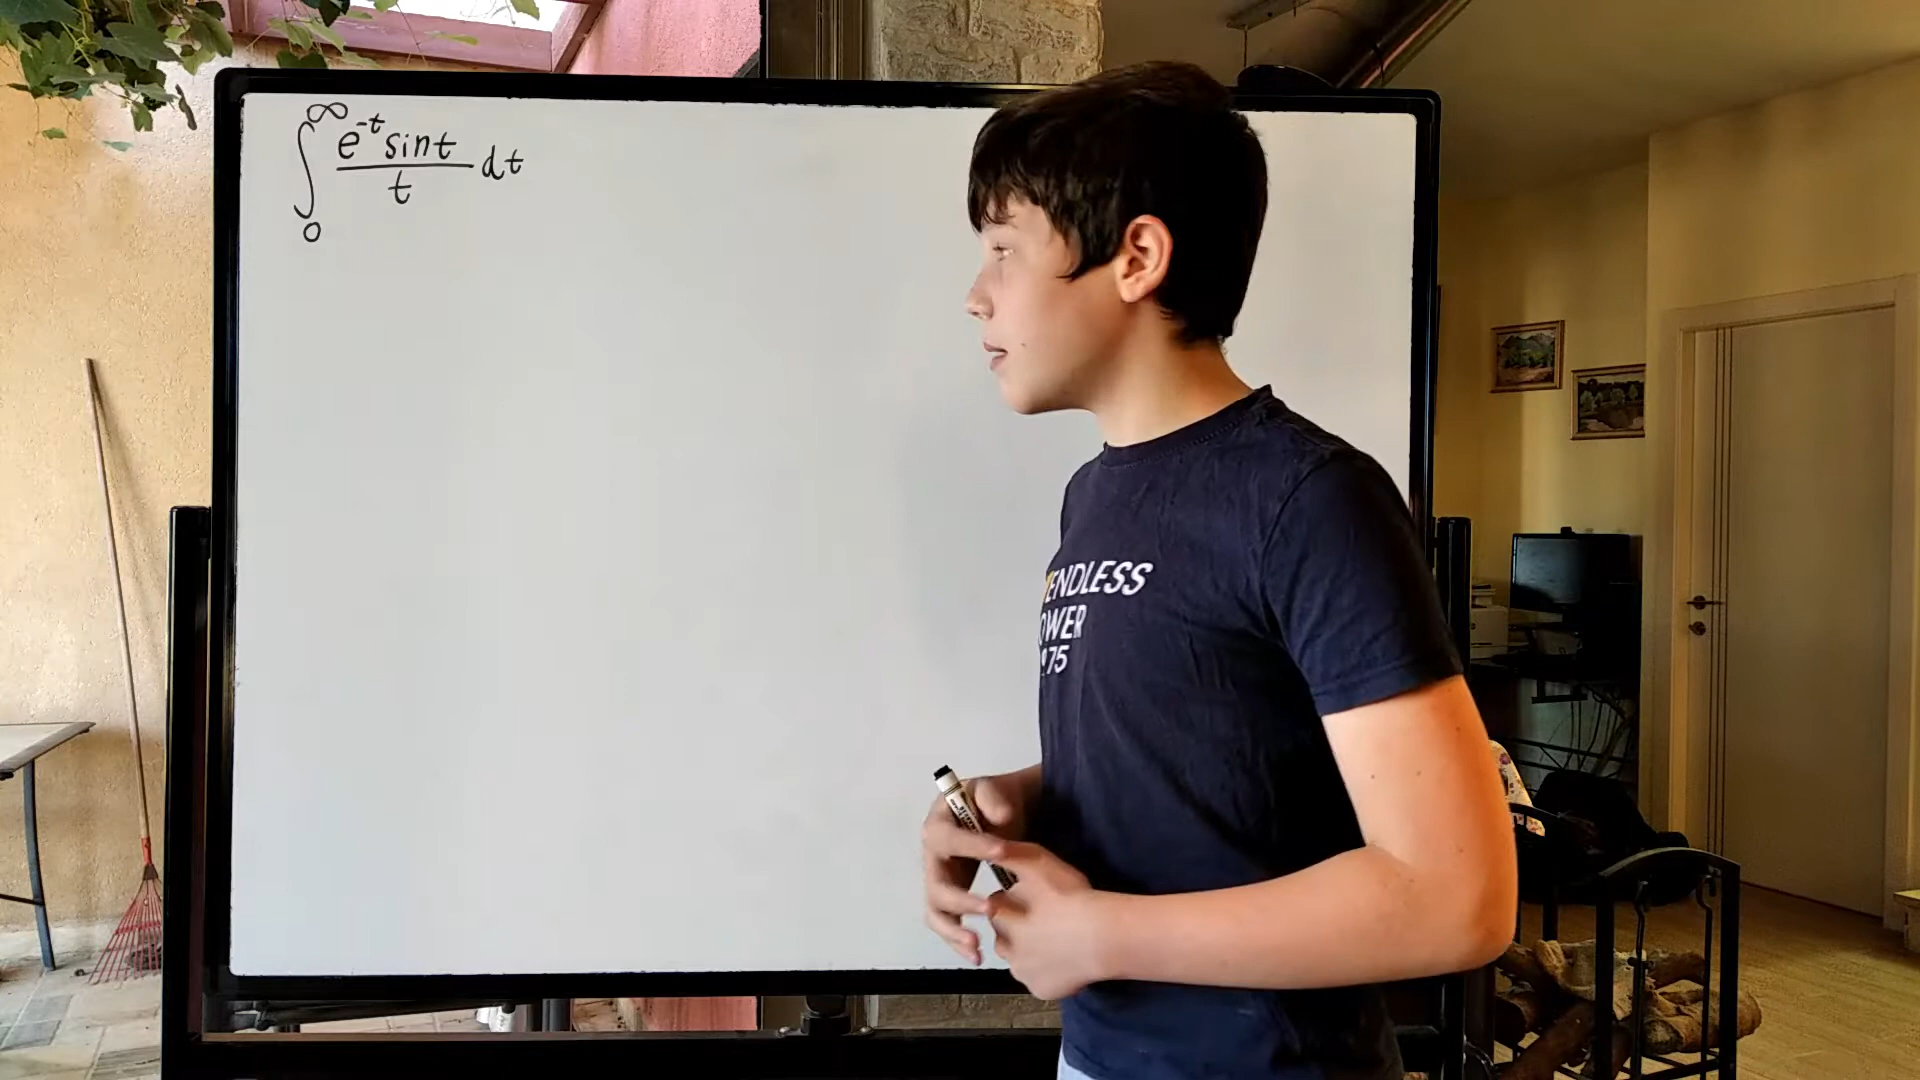 ∫₀^∞ (e^{-t} sin t)/t dt
ENDLESS
OWER
75